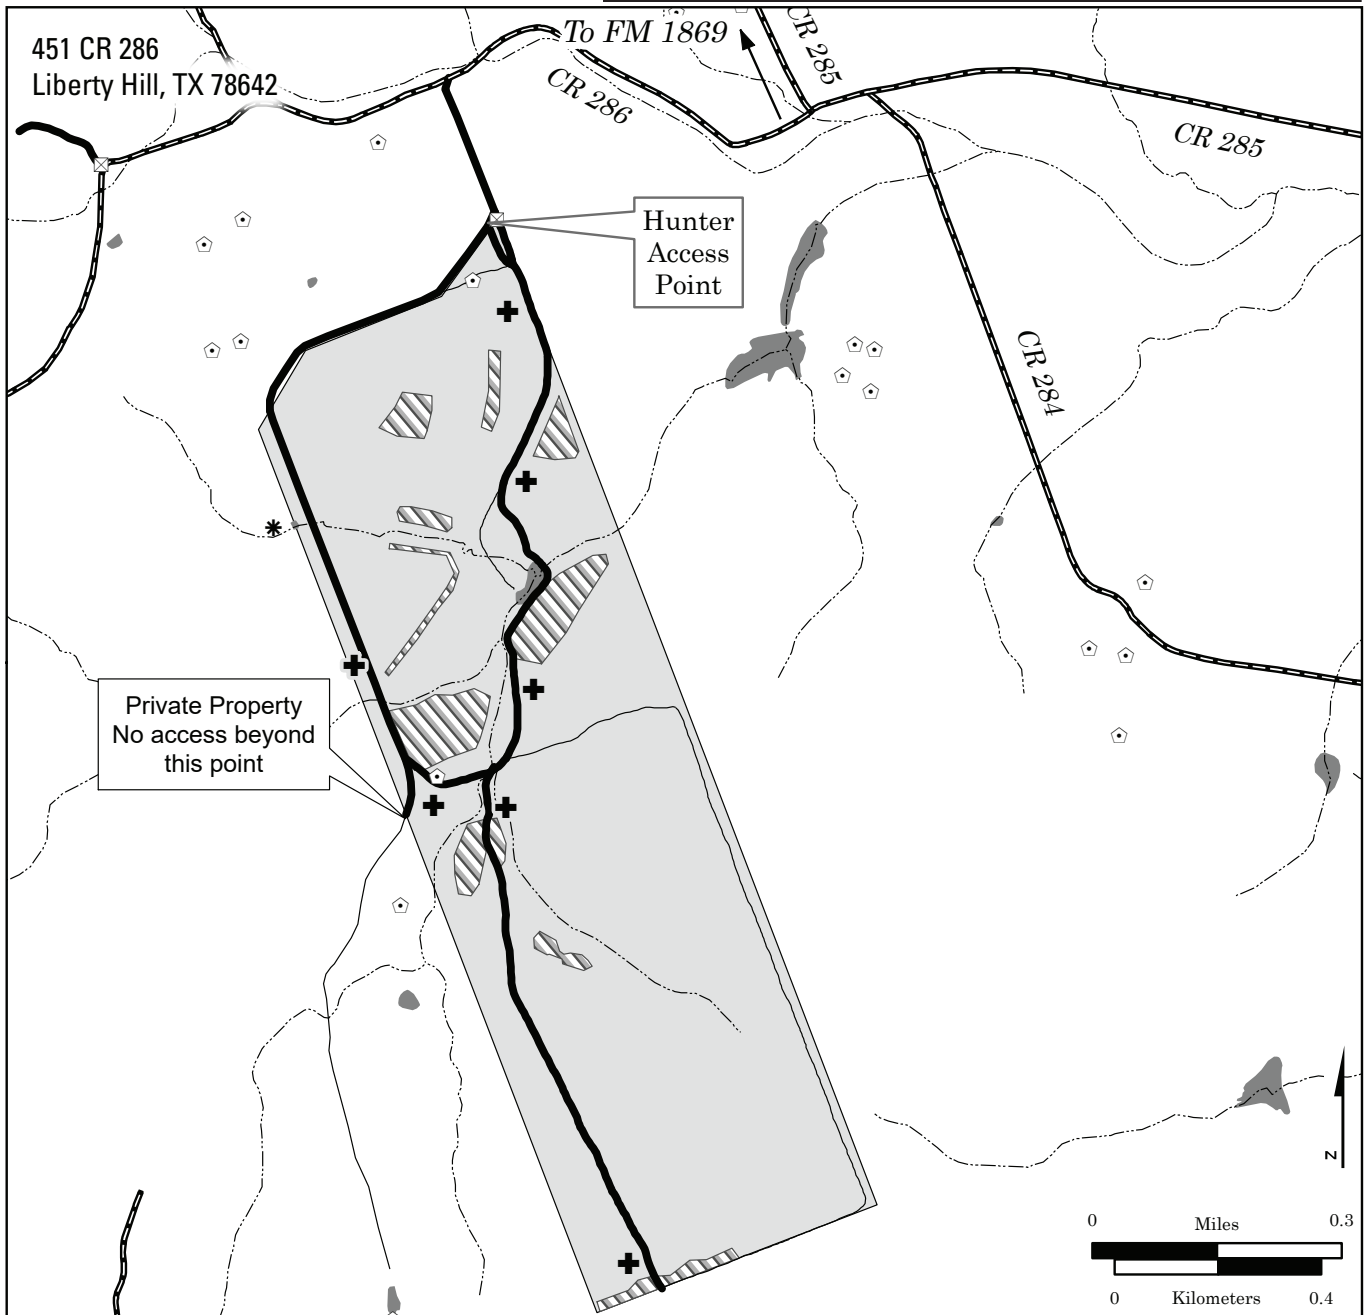 451 CR 286
Liberty Hill, TX 78642
To FM 1869
CR 285
CR 286
CR 285
Hunter
Access
Point
CR 284
Private Property
No access beyond
this point
N
0 Miles 0.3
0 Kilometers 0.4